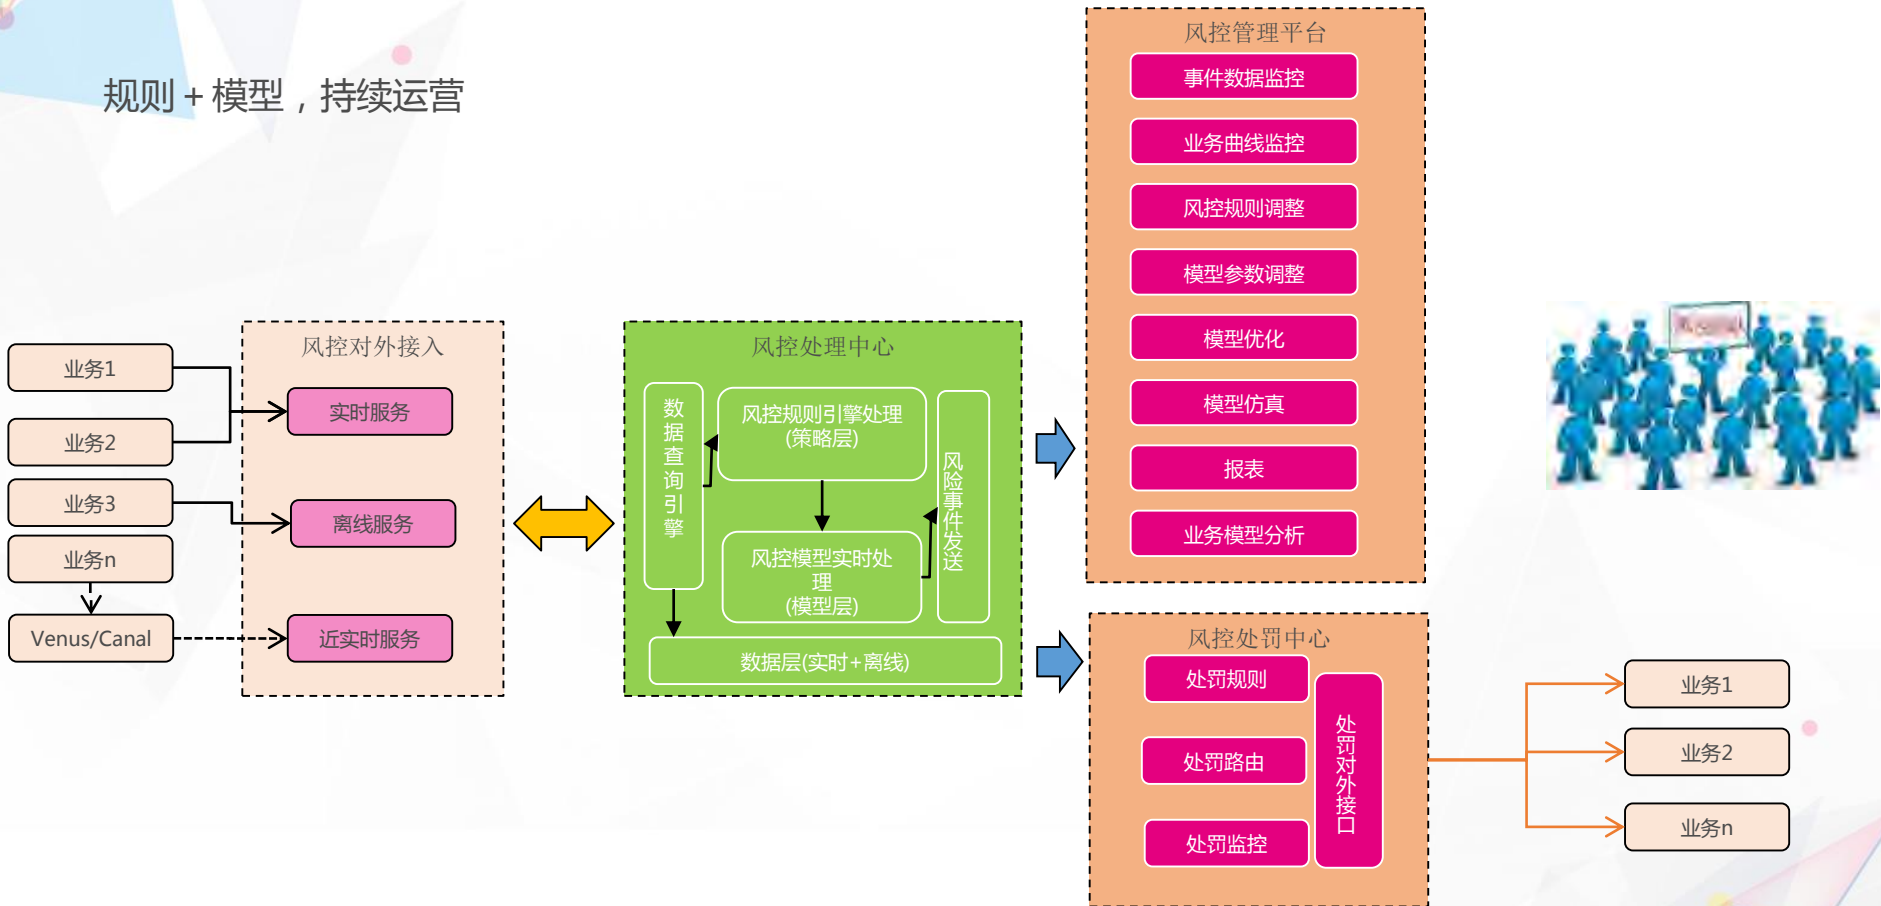 规则+模型，持续运营
业务1
业务2
业务3
业务n
Venus/Canal
风控对外接入
实时服务
离线服务
近实时服务
风控处理中心
数据查询引擎
风控规则引擎处理
(策略层)
风控模型实时处
理
(模型层)
风险事件发送
数据层(实时+离线)
风控管理平台
事件数据监控
业务曲线监控
风控规则调整
模型参数调整
模型优化
模型仿真
报表
业务模型分析
风控处罚中心
处罚规则
处罚路由
处罚监控
处罚对外接口
业务1
业务2
业务n